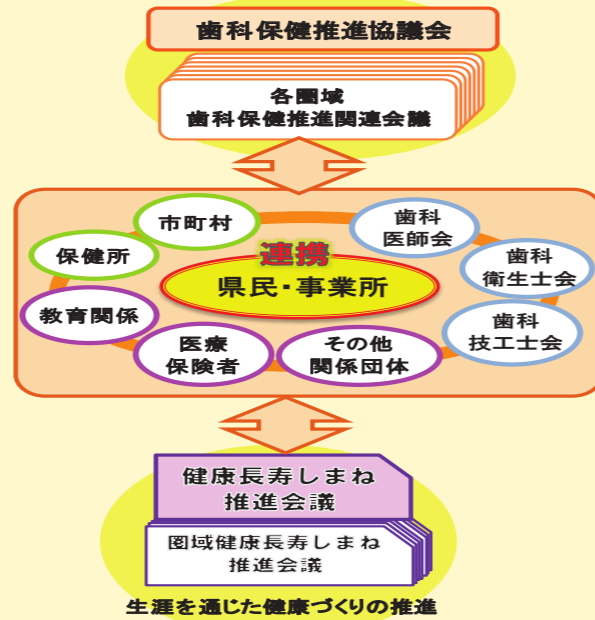 歯科保健推進協議会
各圏域
歯科保健推進関連会議
市町村
歯科
医師会
保健所
連携
歯科
衛生士会
県民・事業所
教育関係
歯科
技工士会
医療
保険者
その他
関係団体
健康長寿しまね
推進会議
圏域健康長寿しまね
推進会議
生涯を通じた健康づくりの推進